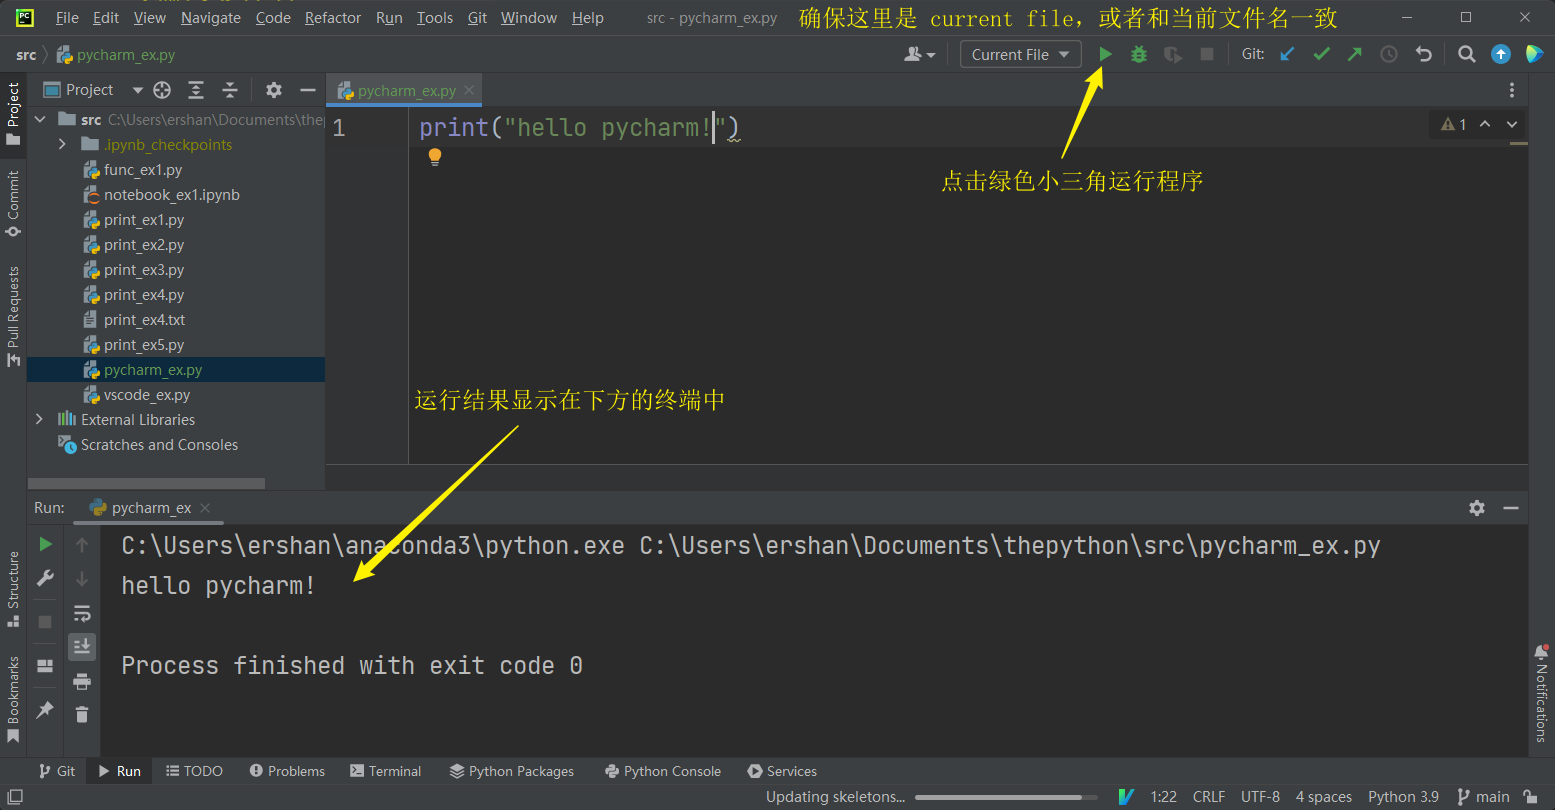 File Edit View Navigate Code Refactor Run Tools Git Window Help src - pycharm_ex.py 确保这里是 current file，或者和当前文件名一致
src pycharm_ex.py Current File Git:
Project pycharm_ex.py
Project
Commit
Pull Requests
Structure
Bookmarks
src C:\Users\ershan\Documents\the
.ipynb_checkpoints
func_ex1.py
notebook_ex1.ipynb
print_ex1.py
print_ex2.py
print_ex3.py
print_ex4.py
print_ex4.txt
print_ex5.py
pycharm_ex.py
vscode_ex.py
External Libraries
Scratches and Consoles
1 print("hello pycharm!") 1
点击绿色小三角运行程序
运行结果显示在下方的终端中
Run: pycharm_ex
C:\Users\ershan\anaconda3\python.exe C:\Users\ershan\Documents\thepython\src\pycharm_ex.py
hello pycharm!
Process finished with exit code 0
Notifications
Git Run TODO Problems Terminal Python Packages Python Console Services
Updating skeletons... 1:22 CRLF UTF-8 4 spaces Python 3.9 main